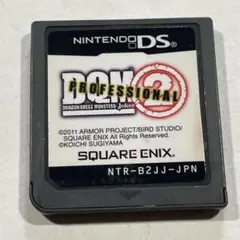 NINTENDO DS
DQM 2
PROFESSIONAL
DRAGON QUEST MONSTERS Joker
©2011 ARMOR PROJECT/BIRD STUDIO/
SQUARE ENIX All Rights Reserved.
©KOICHI SUGIYAMA
SQUARE ENIX.
NTR-B2JJ-JPN